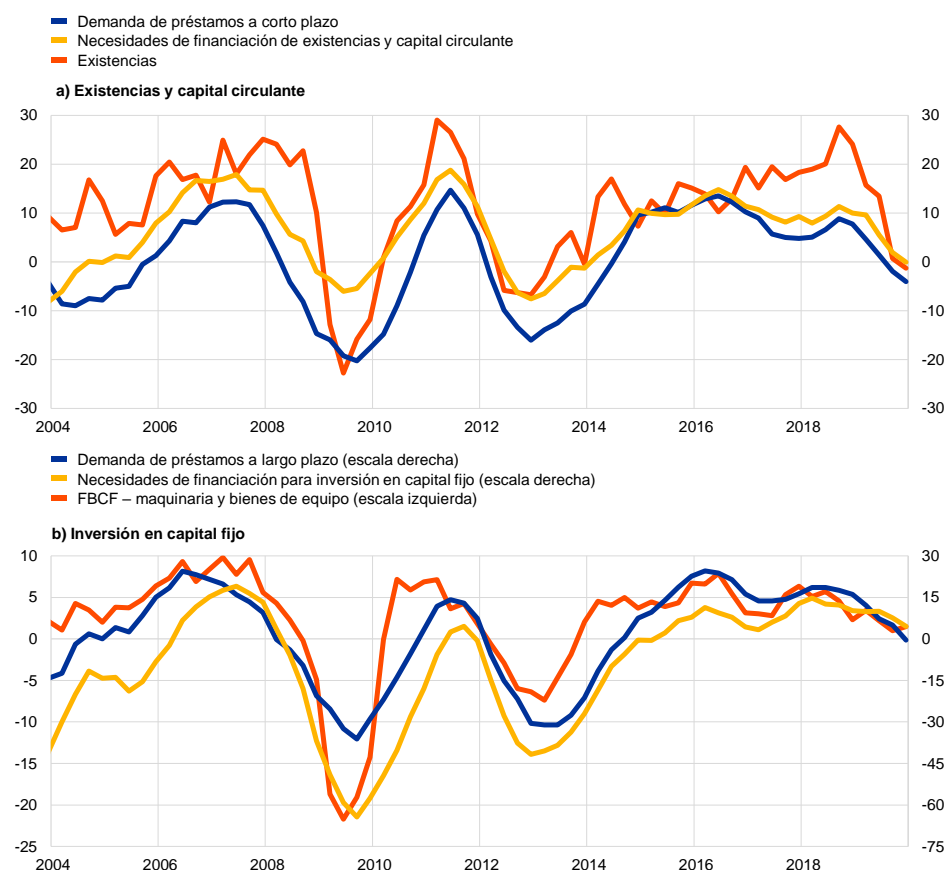 Demanda de préstamos a corto plazo
Necesidades de financiación de existencias y capital circulante
Existencias
a) Existencias y capital circulante
30 30
20 20
10 10
0 0
-10 -10
-20 -20
-30 -30
2004 2006 2008 2010 2012 2014 2016 2018
Demanda de préstamos a largo plazo (escala derecha)
Necesidades de financiación para inversión en capital fijo (escala derecha)
FBCF – maquinaria y bienes de equipo (escala izquierda)
b) Inversión en capital fijo
10 30
5 15
0 0
-5 -15
-10 -30
-15 -45
-20 -60
-25 -75
2004 2006 2008 2010 2012 2014 2016 2018